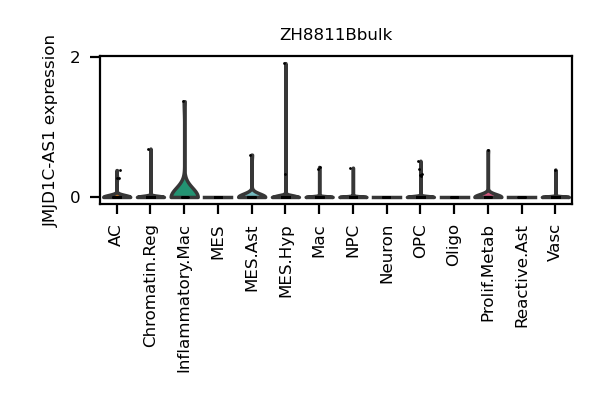 ZH8811Bbulk
JMJD1C-AS1 expression
2
0
AC
Chromatin.Reg
Inflammatory.Mac
MES
MES.Ast
MES.Hyp
Mac
NPC
Neuron
OPC
Oligo
Prolif.Metab
Reactive.Ast
Vasc